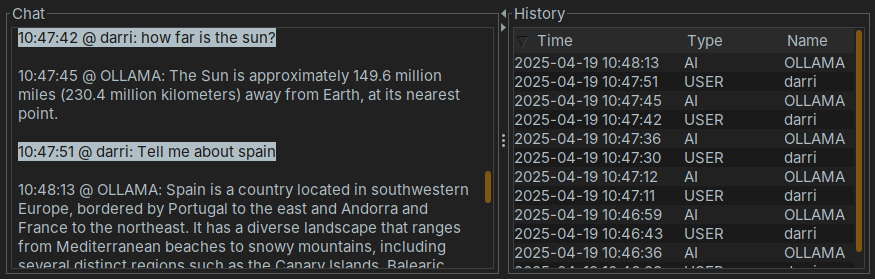 Chat
10:47:42 @ darri: how far is the sun?
10:47:45 @ OLLAMA: The Sun is approximately 149.6 million
miles (230.4 million kilometers) away from Earth, at its nearest
point.
10:47:51 @ darri: Tell me about spain
10:48:13 @ OLLAMA: Spain is a country located in southwestern
Europe, bordered by Portugal to the east and Andorra and
France to the northeast. It has a diverse landscape that ranges
from Mediterranean beaches to snowy mountains, including
several distinct regions such as the Canary Islands, Balearic
History
Time Type Name
2025-04-19 10:48:13 AI OLLAMA
2025-04-19 10:47:51 USER darri
2025-04-19 10:47:45 AI OLLAMA
2025-04-19 10:47:42 USER darri
2025-04-19 10:47:36 AI OLLAMA
2025-04-19 10:47:30 USER darri
2025-04-19 10:47:12 AI OLLAMA
2025-04-19 10:47:11 USER darri
2025-04-19 10:46:59 AI OLLAMA
2025-04-19 10:46:43 USER darri
2025-04-19 10:46:36 AI OLLAMA